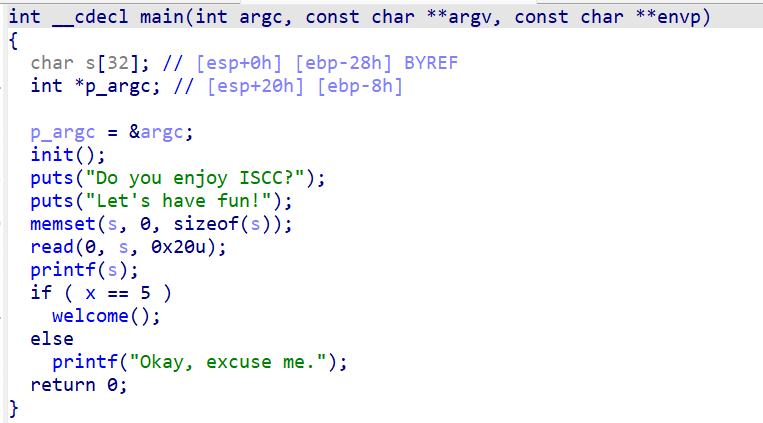 int __cdecl main(int argc, const char **argv, const char **envp)
{
  char s[32]; // [esp+0h] [ebp-28h] BYREF
  int *p_argc; // [esp+20h] [ebp-8h]

  p_argc = &argc;
  init();
  puts("Do you enjoy ISCC?");
  puts("Let's have fun!");
  memset(s, 0, sizeof(s));
  read(0, s, 0x20u);
  printf(s);
  if ( x == 5 )
    welcome();
  else
    printf("Okay, excuse me.");
  return 0;
}